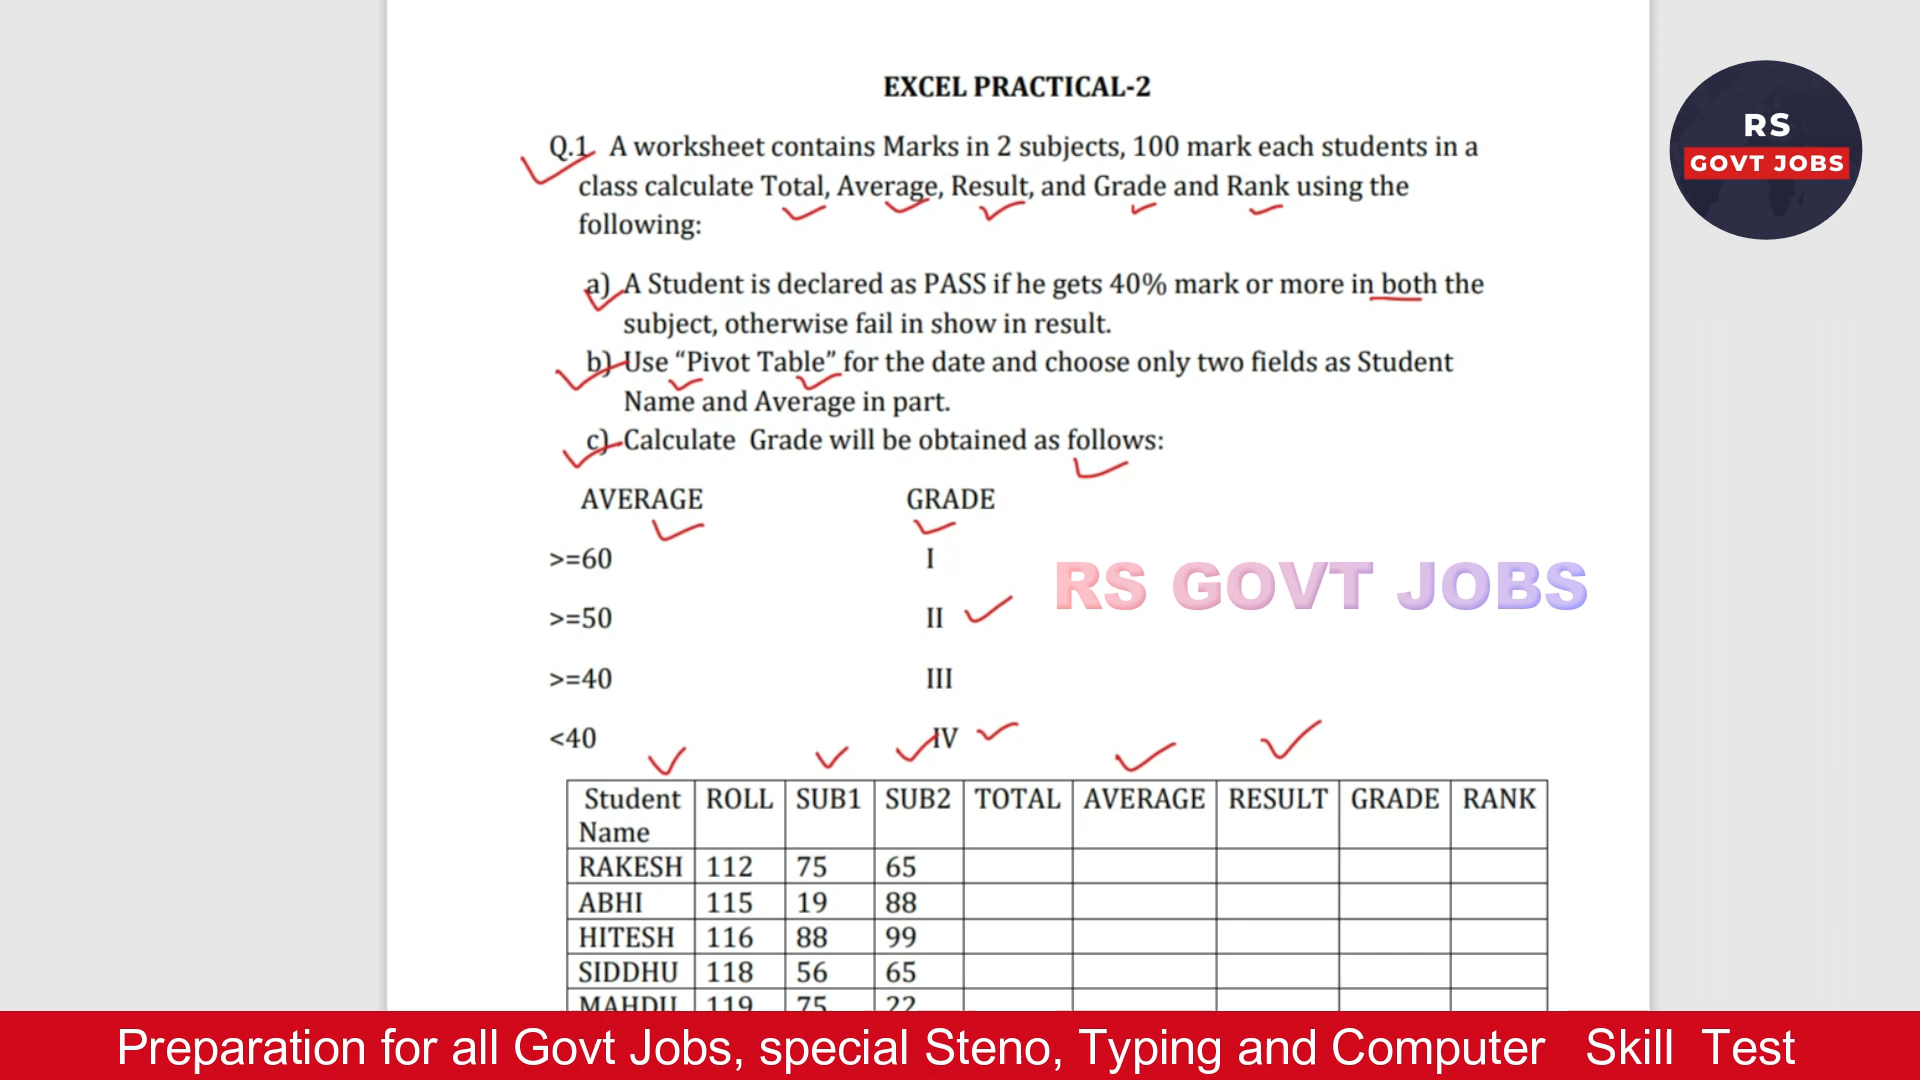 EXCEL PRACTICAL-2
Q.1 A worksheet contains Marks in 2 subjects, 100 mark each students in a
class calculate Total, Average, Result, and Grade and Rank using the
following:
a) A Student is declared as PASS if he gets 40% mark or more in both the
subject, otherwise fail in show in result.
b) Use “Pivot Table” for the date and choose only two fields as Student
Name and Average in part.
c) Calculate Grade will be obtained as follows:
AVERAGE GRADE
>=60 I
>=50 II
>=40 III
<40 IV
Student Name ROLL SUB1 SUB2 TOTAL AVERAGE RESULT GRADE RANK
RAKESH 112 75 65
ABHI 115 19 88
HITESH 116 88 99
SIDDHU 118 56 65
MAHDU 119 75 22
RS
GOVT JOBS
RS GOVT JOBS
Preparation for all Govt Jobs, special Steno, Typing and Computer Skill Test